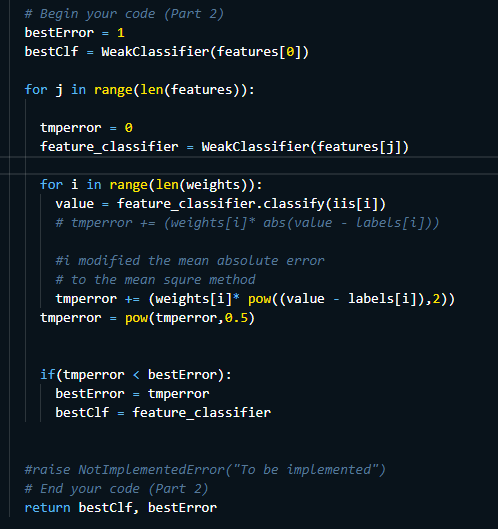 # Begin your code (Part 2)
bestError = 1
bestClf = WeakClassifier(features[0])
for j in range(len(features)):
tmperror = 0
feature_classifier = WeakClassifier(features[j])
for i in range(len(weights)):
value = feature_classifier.classify(iis[i])
# tmperror += (weights[i]* abs(value - labels[i]))
#i modified the mean absolute error
# to the mean squre method
tmperror += (weights[i]* pow((value - labels[i]),2))
tmperror = pow(tmperror,0.5)
if(tmperror < bestError):
bestError = tmperror
bestClf = feature_classifier
#raise NotImplementedError("To be implemented")
# End your code (Part 2)
return bestClf, bestError